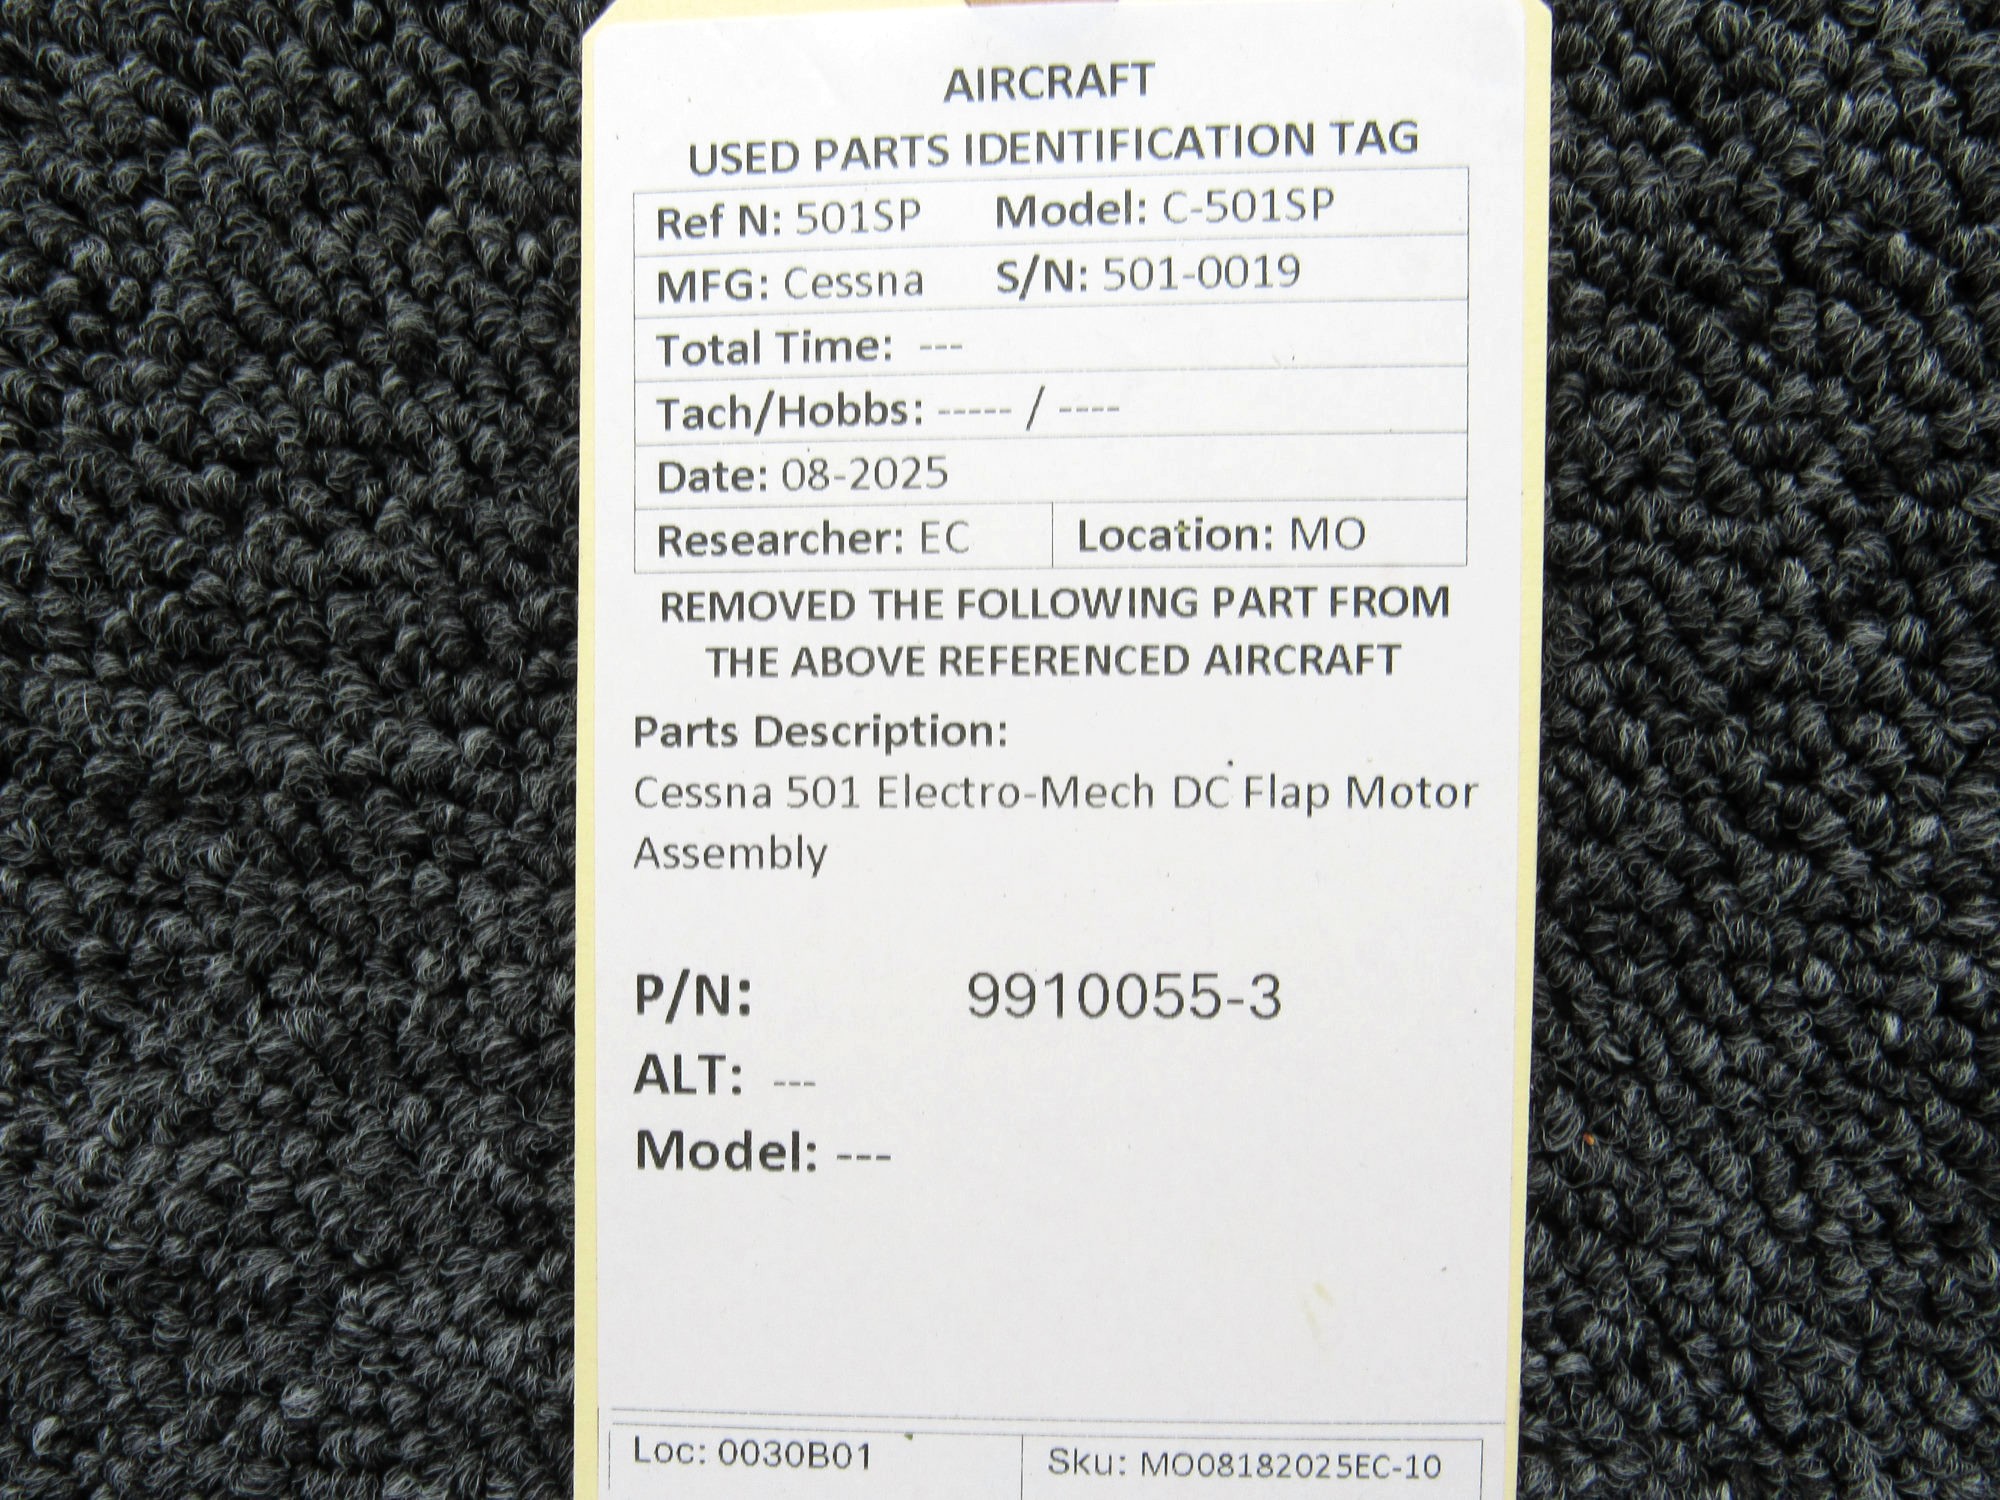 AIRCRAFT
USED PARTS IDENTIFICATION TAG
Ref N: 501SP Model: C-501SP
MFG: Cessna S/N: 501-0019
Total Time: ---
Tach/Hobbs: ----- / ----
Date: 08-2025
Researcher: EC Location: MO
REMOVED THE FOLLOWING PART FROM
THE ABOVE REFERENCED AIRCRAFT
Parts Description:
Cessna 501 Electro-Mech DC Flap Motor
Assembly
P/N: 9910055-3
ALT: ---
Model: ---
Loc: 0030B01 Sku: MO08182025EC-10